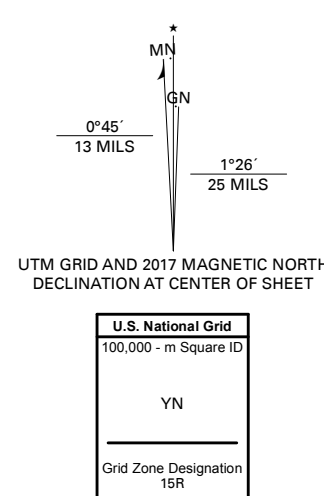 ★
MN
GN
0°45´
13 MILS
1°26´
25 MILS
UTM GRID AND 2017 MAGNETIC NORTH
DECLINATION AT CENTER OF SHEET
U.S. National Grid
100,000 - m Square ID
YN
Grid Zone Designation
15R